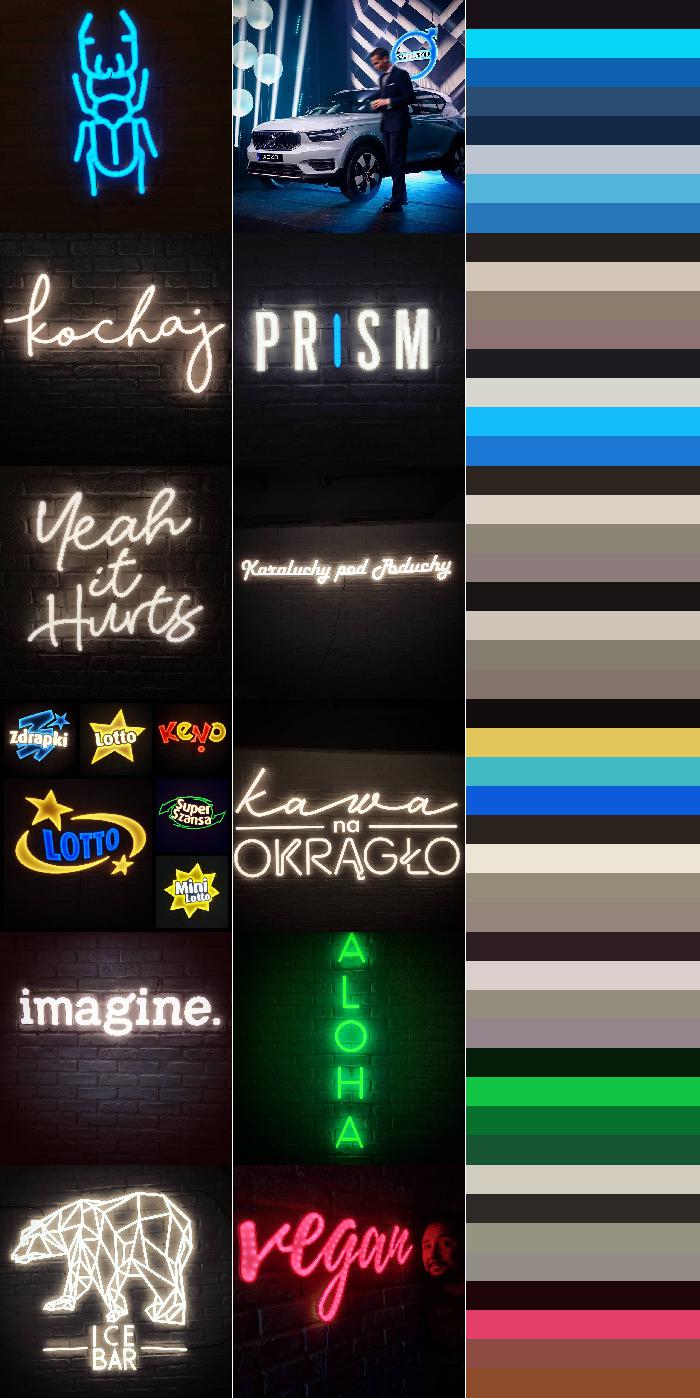 VOLVO
XC40
kochaj
PRISM
Yeah
it
Hurts
Karaluchy pod Poduchy
Zdrapki
Lotto
KENO
LOTTO
Super
Szansa
Mini
Lotto
kawa
na
OKRĄGŁO
imagine.
A
L
O
H
A
ICE
BAR
vegan